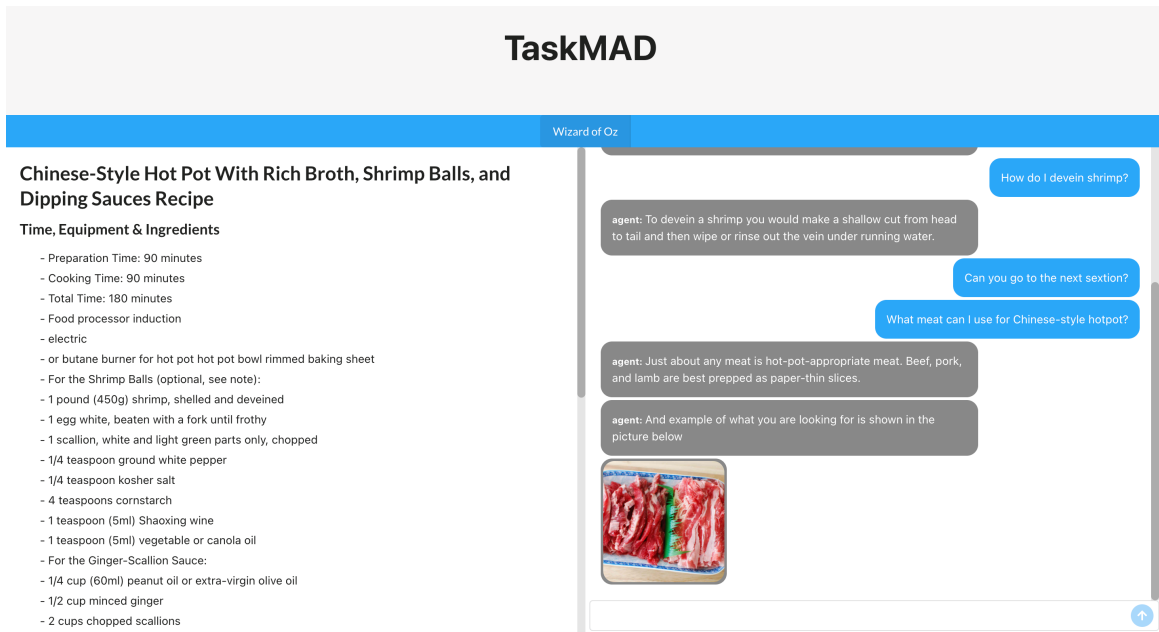 TaskMAD
Wizard of Oz
Chinese-Style Hot Pot With Rich Broth, Shrimp Balls, and
Dipping Sauces Recipe
Time, Equipment & Ingredients
- Preparation Time: 90 minutes
- Cooking Time: 90 minutes
- Total Time: 180 minutes
- Food processor induction
- electric
- or butane burner for hot pot hot pot bowl rimmed baking sheet
- For the Shrimp Balls (optional, see note):
- 1 pound (450g) shrimp, shelled and deveined
- 1 egg white, beaten with a fork until frothy
- 1 scallion, white and light green parts only, chopped
- 1/4 teaspoon ground white pepper
- 1/4 teaspoon kosher salt
- 4 teaspoons cornstarch
- 1 teaspoon (5ml) Shaoxing wine
- 1 teaspoon (5ml) vegetable or canola oil
- For the Ginger-Scallion Sauce:
- 1/4 cup (60ml) peanut oil or extra-virgin olive oil
- 1/2 cup minced ginger
- 2 cups chopped scallions
How do I devein shrimp?
agent: To devein a shrimp you would make a shallow cut from head
to tail and then wipe or rinse out the vein under running water.
Can you go to the next sextion?
What meat can I use for Chinese-style hotpot?
agent: Just about any meat is hot-pot-appropriate meat. Beef, pork,
and lamb are best prepped as paper-thin slices.
agent: And example of what you are looking for is shown in the
picture below